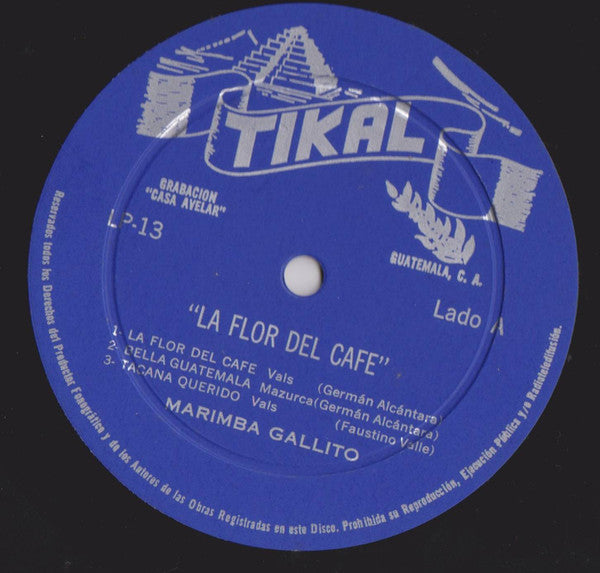 TIKAL
GRABACION
"CASA AVELAR"
LP-13
GUATEMALA, C. A.
Lado A
"LA FLOR DEL CAFE"
1- LA FLOR DEL CAFE Vals (Germán Alcántara)
2- BELLA GUATEMALA Mazurca (Germán Alcántara)
3- TACANA QUERIDO Vals (Faustino Valle)
MARIMBA GALLITO
Reservados todos los Derechos del Productor Fonográfico y de los Autores de las Obras Registradas en este Disco. Prohibida su Reproducción, Ejecución Pública y/o Radioteledifusión.